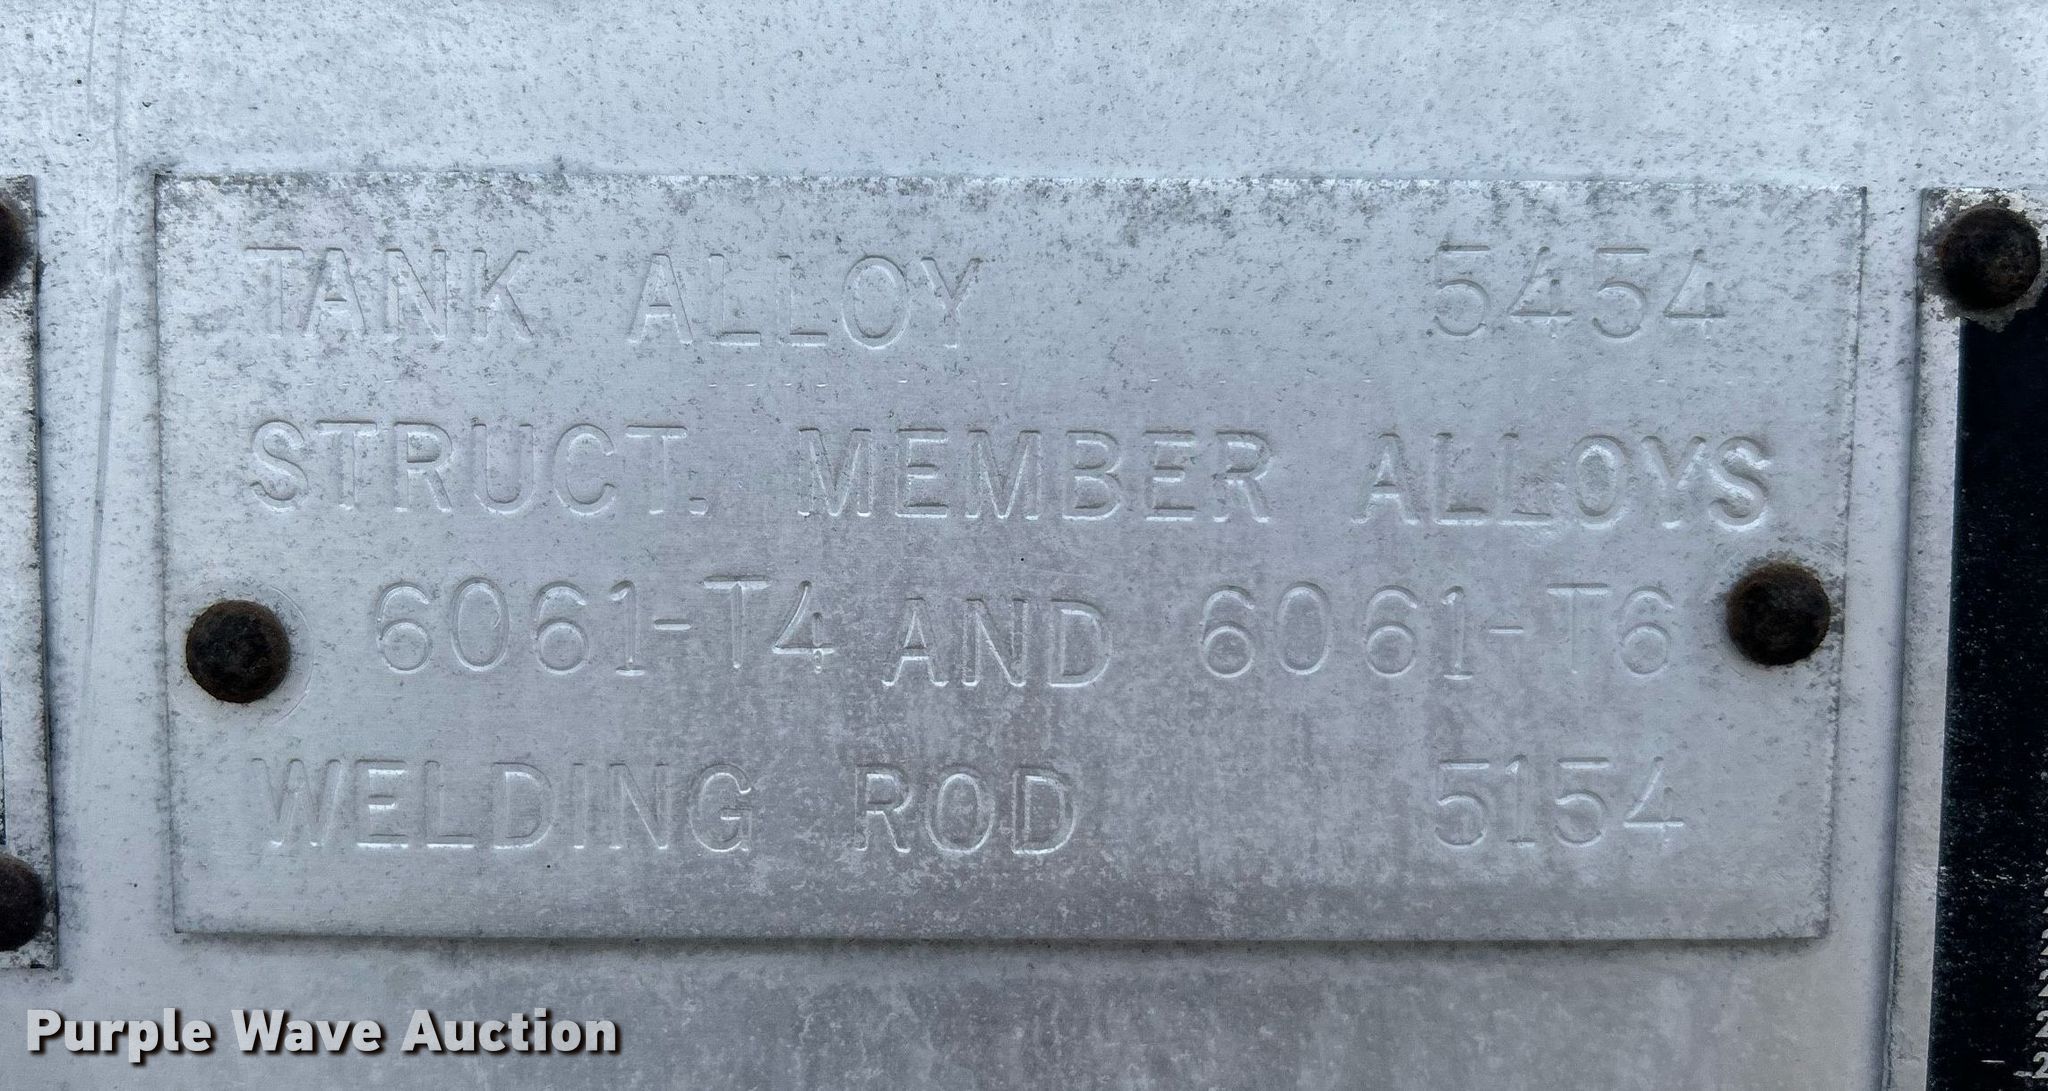 TANK ALLOY 5454
STRUCT. MEMBER ALLOYS
6061-T4 AND 6061-T6
WELDING ROD 5154
Purple Wave Auction